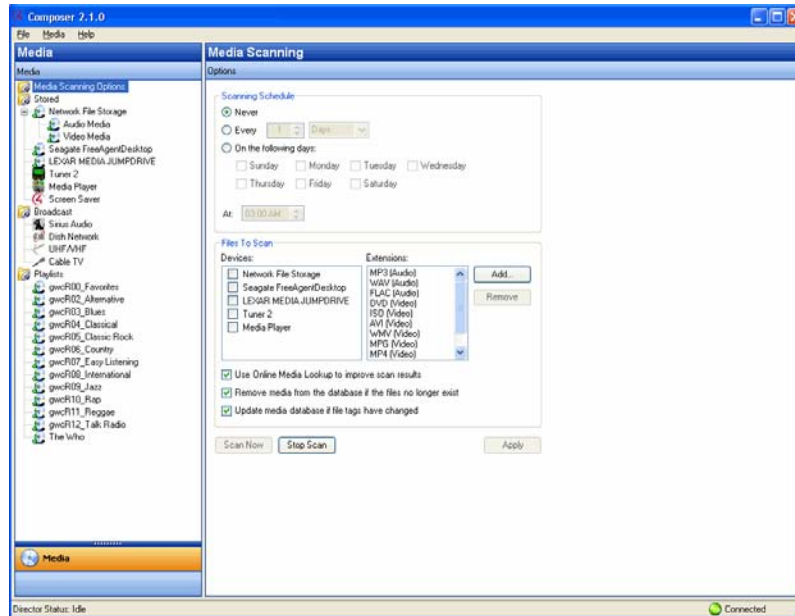 Composer 2.1.0
File Media Help
Media
Media
Media Scanning Options
Stored
Network File Storage
Audio Media
Video Media
Seagate FreeAgentDesktop
LEXAR MEDIA JUMPDRIVE
Tuner 2
Media Player
Screen Saver
Broadcast
Sirius Audio
Dish Network
UHF/VHF
Cable TV
Playlists
gwcR00_Favorites
gwcR02_Alternative
gwcR03_Blues
gwcR04_Classical
gwcR05_Classic Rock
gwcR06_Country
gwcR07_Easy Listening
gwcR08_International
gwcR09_Jazz
gwcR10_Rap
gwcR11_Reggae
gwcR12_Talk Radio
The Who
Media
Media Scanning
Options
Scanning Schedule
Never
Every 1 Days
On the following days:
Sunday Monday Tuesday Wednesday
Thursday Friday Saturday
At: 03:00 AM
Files To Scan
Devices:
Network File Storage
Seagate FreeAgentDesktop
LEXAR MEDIA JUMPDRIVE
Tuner 2
Media Player
Extensions:
MP3 (Audio)
WAV (Audio)
FLAC (Audio)
DVD (Video)
ISO (Video)
AVI (Video)
WMV (Video)
MPG (Video)
MP4 (Video)
Add...
Remove
Use Online Media Lookup to improve scan results
Remove media from the database if the files no longer exist
Update media database if file tags have changed
Scan Now Stop Scan Apply
Director Status: Idle Connected